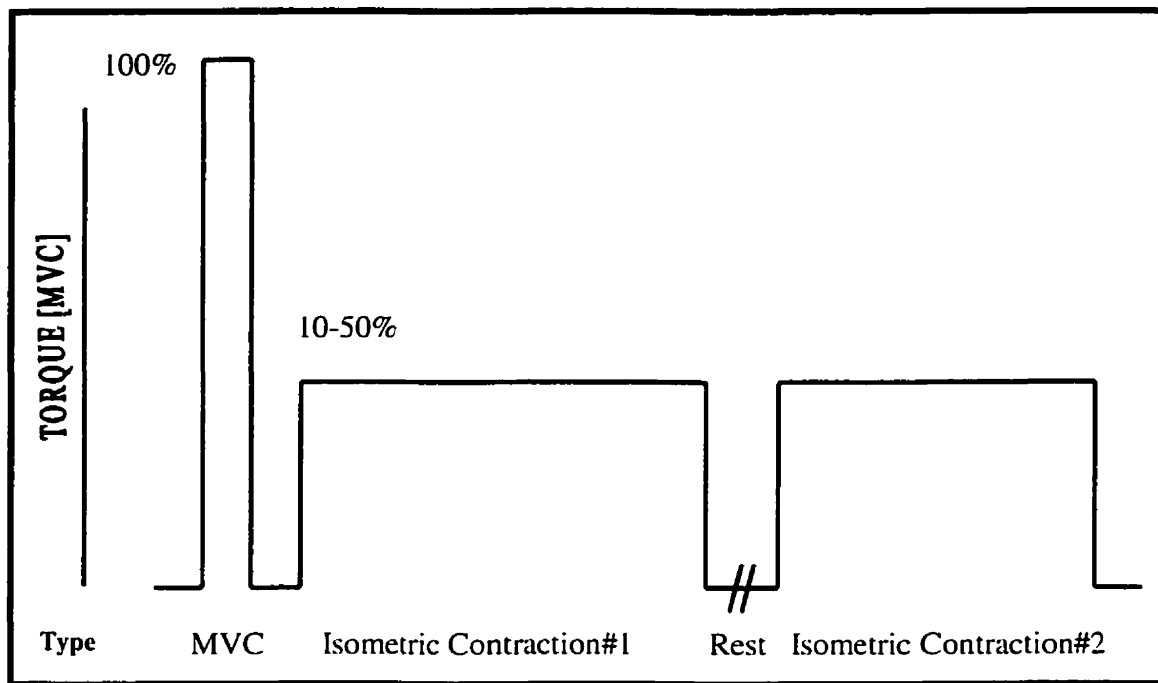 100%
TORQUE [MVC]
10-50%
Type MVC Isometric Contraction#1 Rest Isometric Contraction#2